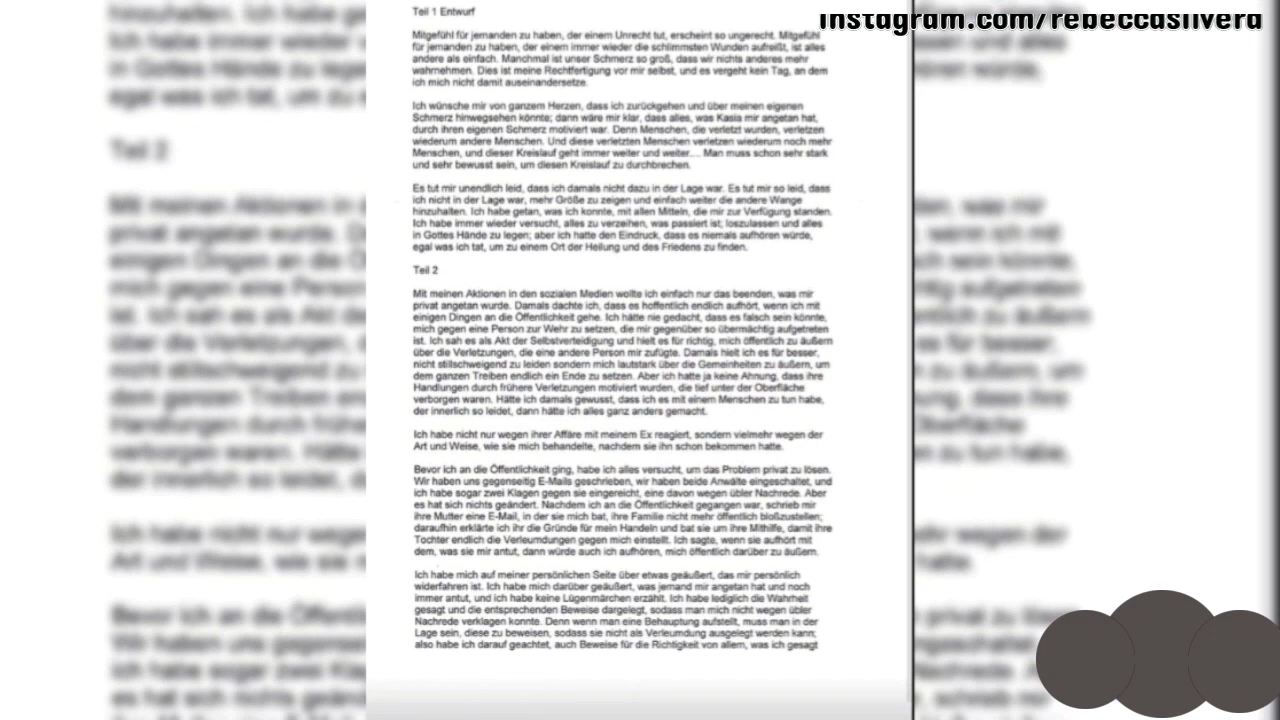 instagram.com/rebeccasilvera
Teil 1 Entwurf
Mitgefühl für jemanden zu haben, der einem Unrecht tut, erscheint so ungerecht. Mitgefühl
für jemanden zu haben, der einem immer wieder die schlimmsten Wunden aufreißt, ist alles
andere als einfach. Manchmal ist unser Schmerz so groß, dass wir nichts anderes mehr
wahrnehmen. Dies ist meine Rechtfertigung vor mir selbst, und es vergeht kein Tag, an dem
ich mich nicht damit auseinandersetze.
Ich wünsche mir von ganzem Herzen, dass ich zurückgehen und über meinen eigenen
Schmerz hinwegsehen könnte; dann wäre mir klar, dass alles, was Kasia mir angetan hat,
durch ihren eigenen Schmerz motiviert war. Denn Menschen, die verletzt wurden, verletzen
wiederum andere Menschen. Und diese verletzten Menschen verletzen wiederum noch mehr
Menschen, und dieser Kreislauf geht immer weiter und weiter.... Man muss schon sehr stark
und sehr bewusst sein, um diesen Kreislauf zu durchbrechen.
Es tut mir unendlich leid, dass ich damals nicht dazu in der Lage war. Es tut mir so leid, dass
ich nicht in der Lage war, mehr Größe zu zeigen und einfach weiter die andere Wange
hinzuhalten. Ich habe getan, was ich konnte, mit allen Mitteln, die mir zur Verfügung standen.
Ich habe immer wieder versucht, alles zu verzeihen, was passiert ist; loszulassen und alles
in Gottes Hände zu legen; aber ich hatte den Eindruck, dass es niemals aufhören würde,
egal was ich tat, um zu einem Ort der Heilung und des Friedens zu finden.
Teil 2
Mit meinen Aktionen in den sozialen Medien wollte ich einfach nur das beenden, was mir
privat angetan wurde. Damals dachte ich, dass es hoffentlich endlich aufhört, wenn ich mit
einigen Dingen an die Öffentlichkeit gehe. Ich hätte nie gedacht, dass es falsch sein könnte,
mich gegen eine Person zur Wehr zu setzen, die mir gegenüber so übermächtig aufgetreten
ist. Ich sah es als Akt der Selbstverteidigung und hielt es für richtig, mich öffentlich zu äußern
über die Verletzungen, die eine andere Person mir zufügte. Damals hielt ich es für besser,
nicht stillschweigend zu leiden sondern mich lautstark über die Gemeinheiten zu äußern, um
dem ganzen Treiben endlich ein Ende zu setzen. Aber ich hatte ja keine Ahnung, dass ihre
Handlungen durch frühere Verletzungen motiviert wurden, die tief unter der Oberfläche
verborgen waren. Hätte ich damals gewusst, dass ich es mit einem Menschen zu tun habe,
der innerlich so leidet, dann hätte ich alles ganz anders gemacht.
Ich habe nicht nur wegen ihrer Affäre mit meinem Ex reagiert, sondern vielmehr wegen der
Art und Weise, wie sie mich behandelte, nachdem sie ihn schon bekommen hatte.
Bevor ich an die Öffentlichkeit ging, habe ich alles versucht, um das Problem privat zu lösen.
Wir haben uns gegenseitig E-Mails geschrieben, wir haben beide Anwälte eingeschaltet, und
ich habe sogar zwei Klagen gegen sie eingereicht, eine davon wegen übler Nachrede. Aber
es hat sich nichts geändert. Nachdem ich an die Öffentlichkeit gegangen war, schrieb mir
ihre Mutter eine E-Mail, in der sie mich bat, ihre Familie nicht mehr öffentlich bloßzustellen;
daraufhin erklärte ich ihr die Gründe für mein Handeln und bat sie um ihre Mithilfe, damit ihre
Tochter endlich die Verleumdungen gegen mich einstellt. Ich sagte, wenn sie aufhört mit
dem, was sie mir antut, dann würde auch ich aufhören, mich öffentlich darüber zu äußern.
Ich habe mich auf meiner persönlichen Seite über etwas geäußert, das mir persönlich
widerfahren ist. Ich habe mich darüber geäußert, was jemand mir angetan hat und noch
immer antut, und ich habe keine Lügenmärchen erzählt. Ich habe lediglich die Wahrheit
gesagt und die entsprechenden Beweise dargelegt, sodass man mich nicht wegen übler
Nachrede verklagen konnte. Denn wenn man eine Behauptung aufstellt, muss man in der
Lage sein, diese zu beweisen, sodass sie nicht als Verleumdung ausgelegt werden kann;
also habe ich darauf geachtet, auch Beweise für die Richtigkeit von allem, was ich gesagt